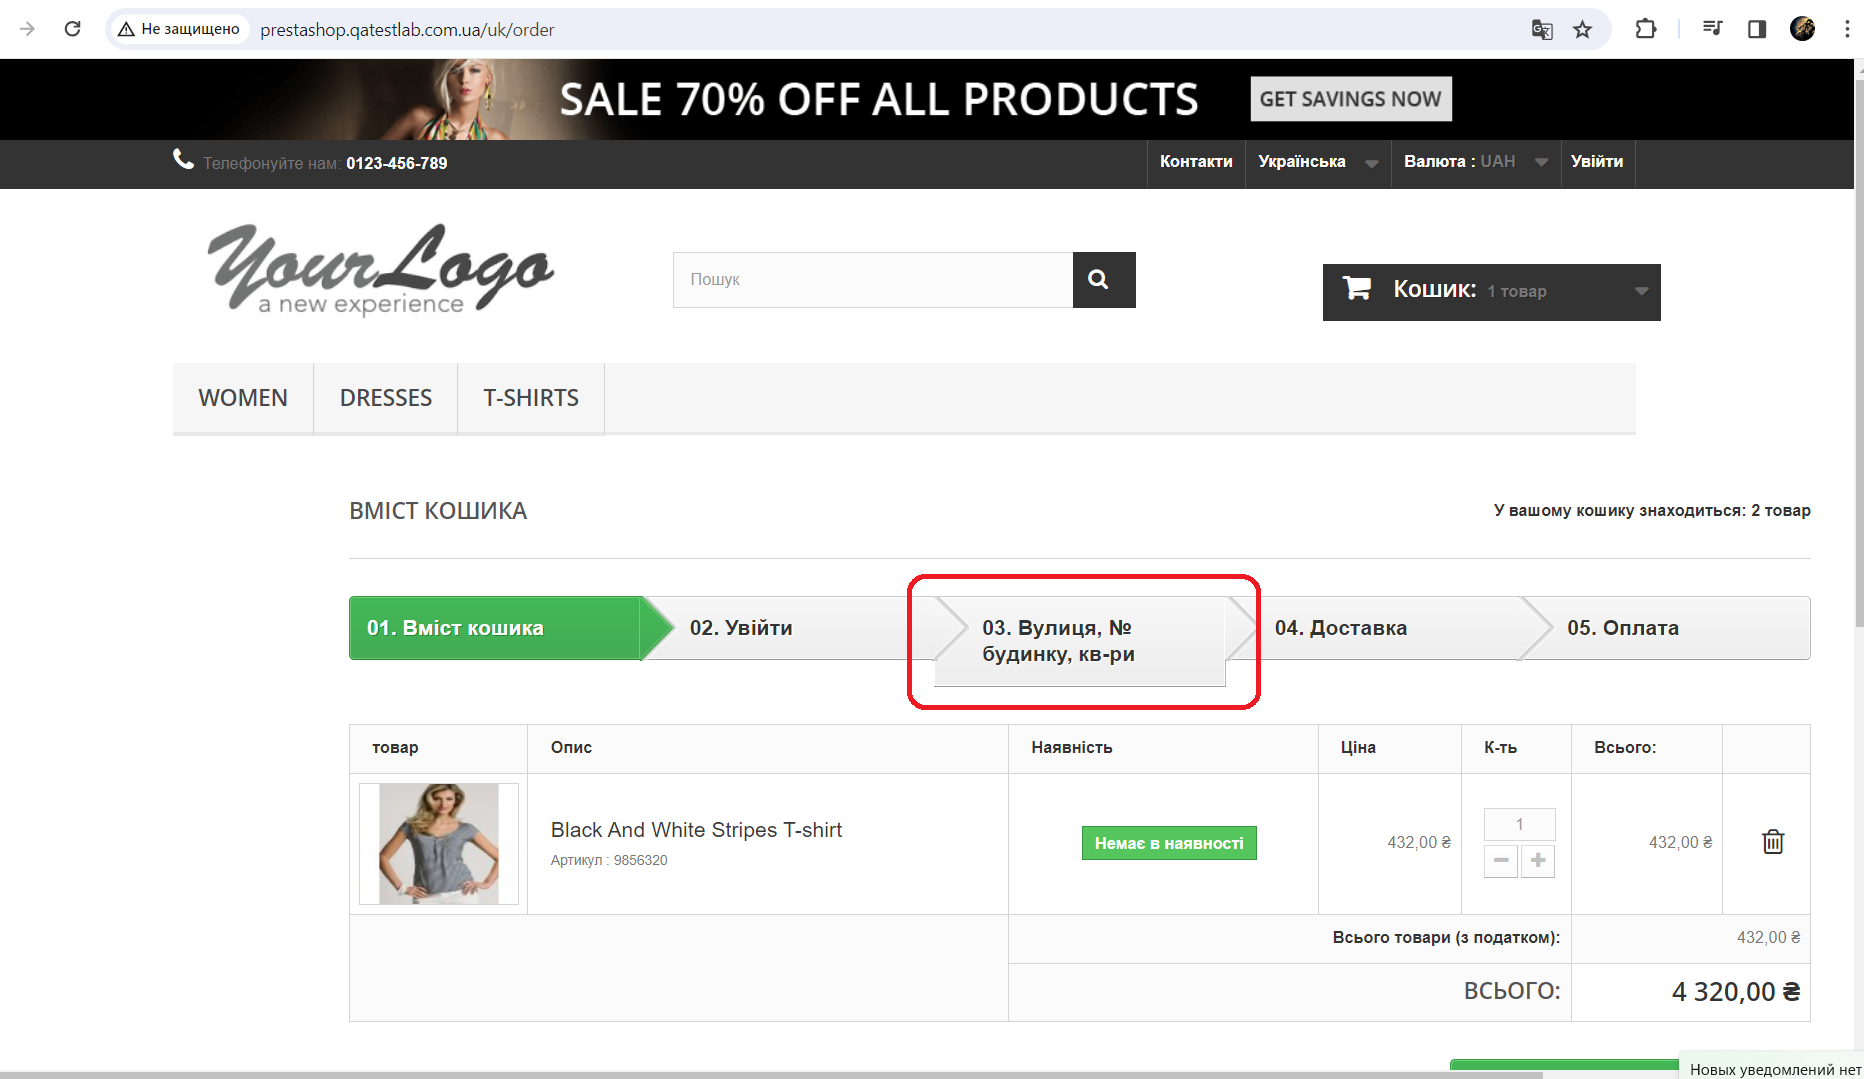 Не защищено
prestashop.qatestlab.com.ua/uk/order
SALE 70% OFF ALL PRODUCTS
GET SAVINGS NOW
Телефонуйте нам: 0123-456-789
Контакти
Українська
Валюта : UAH
Увійти
YourLogo
a new experience
Пошук
Кошик: 1 товар
WOMEN
DRESSES
T-SHIRTS
ВМІСТ КОШИКА
У вашому кошику знаходиться: 2 товар
01. Вміст кошика
02. Увійти
03. Вулиця, №
будинку, кв-ри
04. Доставка
05. Оплата
товар
Опис
Наявність
Ціна
К-ть
Всього:
Black And White Stripes T-shirt
Артикул : 9856320
Немає в наявності
432,00 ₴
1
432,00 ₴
Всього товари (з податком):
432,00 ₴
ВСЬОГО:
4 320,00 ₴
Новых уведомлений нет